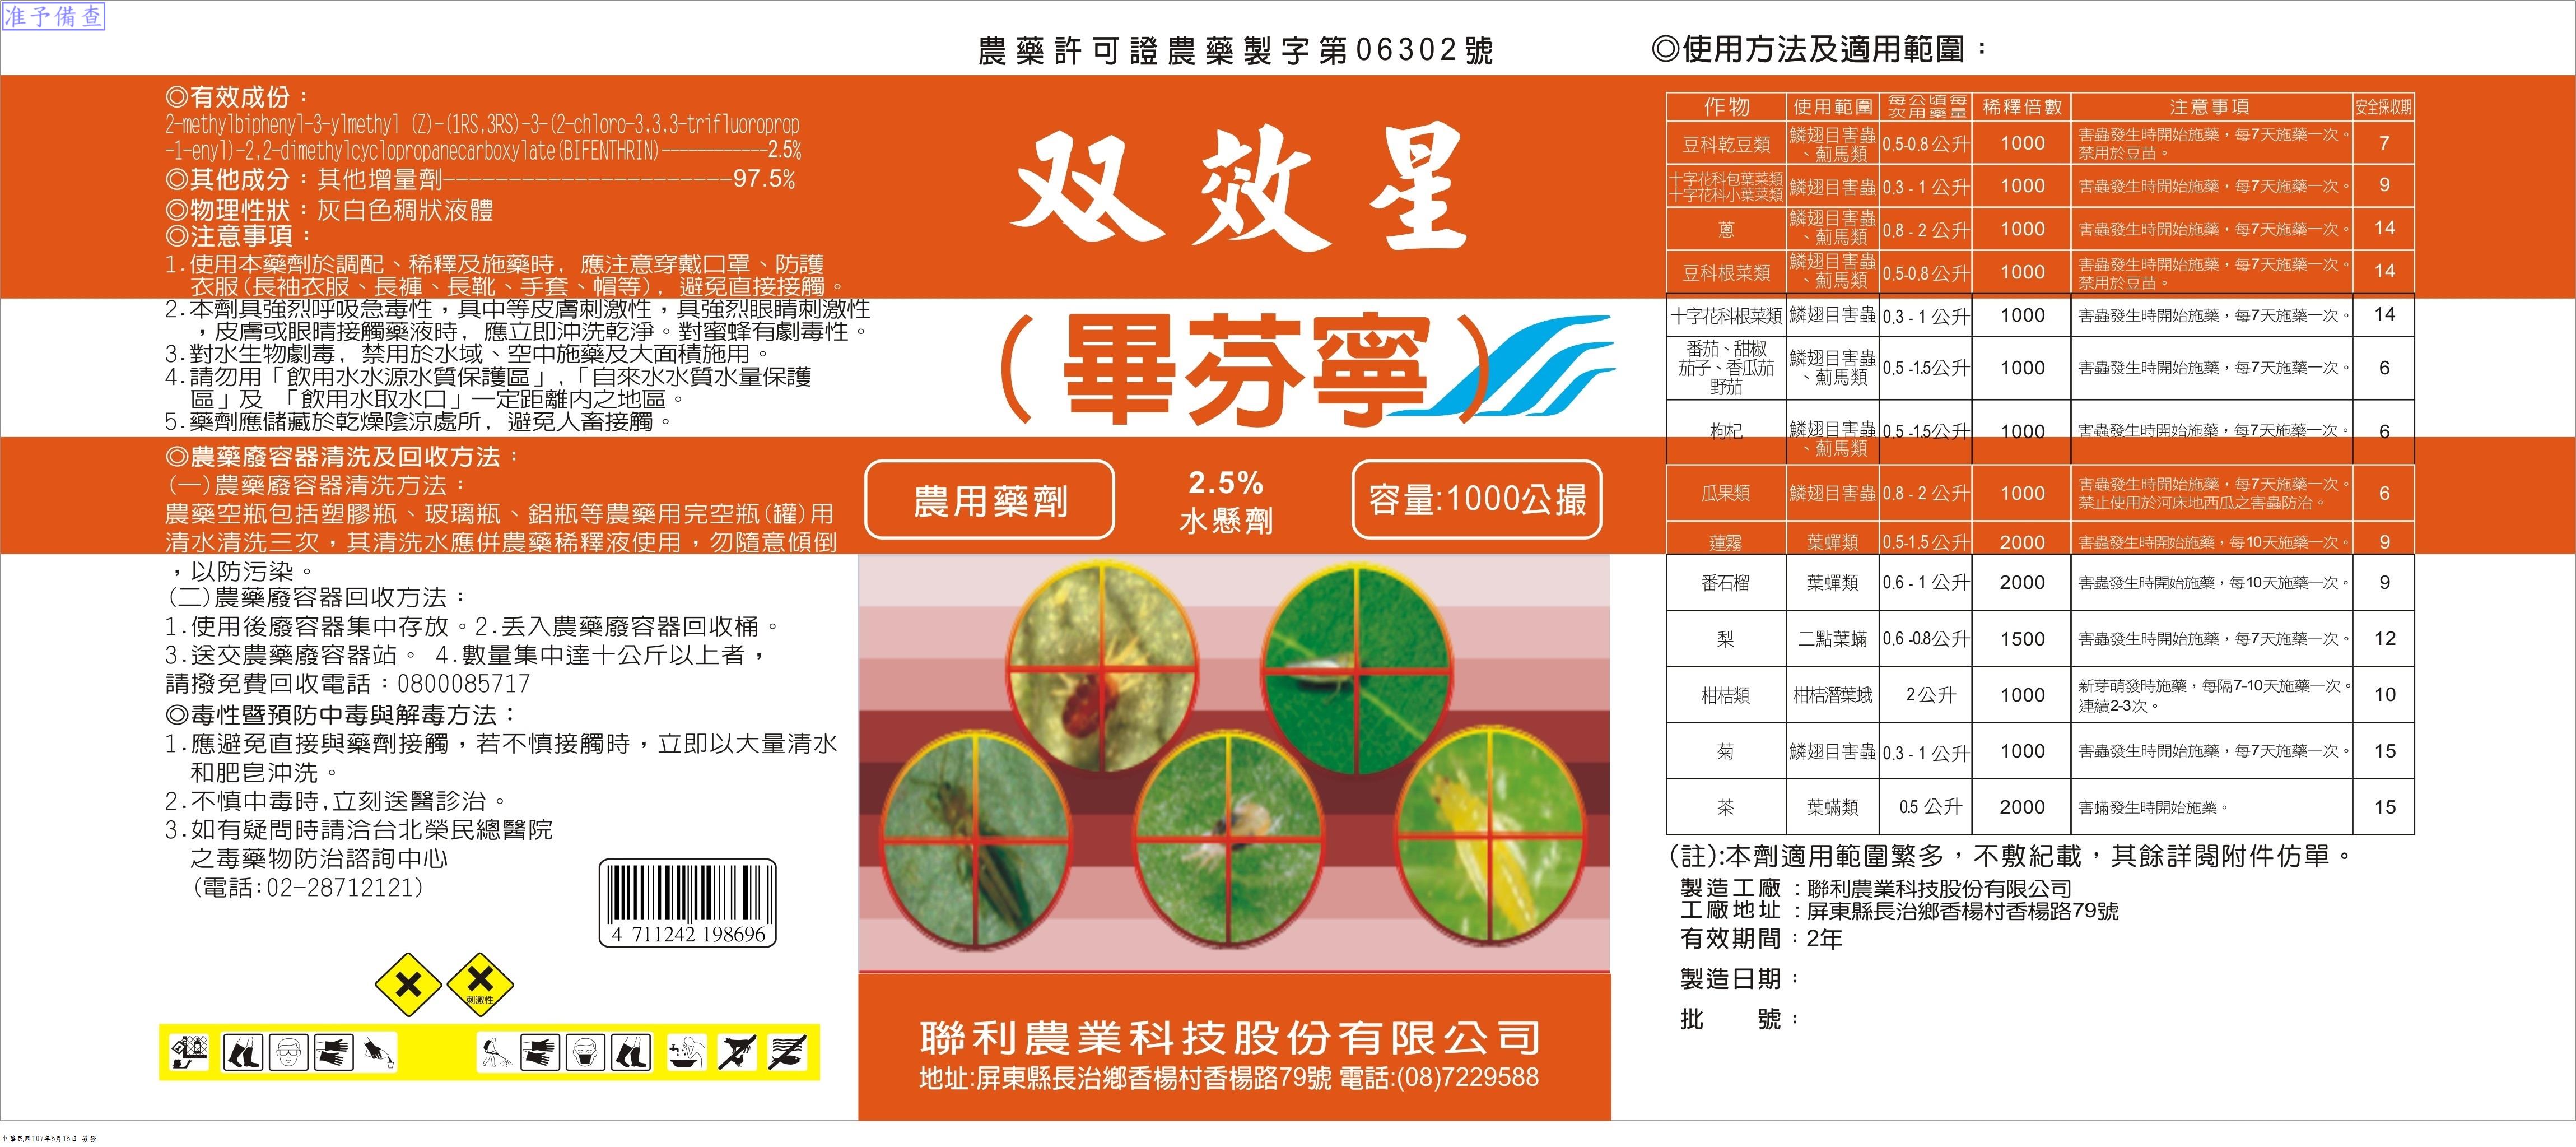 准予備查
農藥許可證農藥製字第06302號
◎有效成份：
2-methylbiphenyl-3-ylmethyl (Z)-(1RS,3RS)-3-(2-chloro-3,3,3-trifluoroprop
-1-enyl)-2,2-dimethylcyclopropanecarboxylate(BIFENTHRIN)------------2.5%
◎其他成分：其他增量劑----------------------97.5%
◎物理性狀：灰白色稠狀液體
◎注意事項：
1.使用本藥劑於調配、稀釋及施藥時, 應注意穿戴口罩、防護
衣服(長袖衣服、長褲、長靴、手套、帽等), 避免直接接觸。
2.本劑具強烈呼吸急毒性，具中等皮膚刺激性，具強烈眼睛刺激性
，皮膚或眼睛接觸藥液時, 應立即沖洗乾淨。對蜜蜂有劇毒性。
3.對水生物劇毒, 禁用於水域、空中施藥及大面積施用。
4.請勿用「飲用水水源水質保護區」,「自來水水質水量保護
區」及 「飲用水取水口」一定距離內之地區。
5.藥劑應儲藏於乾燥陰涼處所, 避免人畜接觸。
◎農藥廢容器清洗及回收方法：
(一)農藥廢容器清洗方法：
農藥空瓶包括塑膠瓶、玻璃瓶、鋁瓶等農藥用完空瓶(罐)用
清水清洗三次，其清洗水應併農藥稀釋液使用，勿隨意傾倒
，以防污染。
(二)農藥廢容器回收方法：
1.使用後廢容器集中存放。2.丟入農藥廢容器回收桶。
3.送交農藥廢容器站。 4.數量集中達十公斤以上者，
請撥免費回收電話：0800085717
◎毒性暨預防中毒與解毒方法：
1.應避免直接與藥劑接觸，若不慎接觸時，立即以大量清水
和肥皂沖洗。
2.不慎中毒時,立刻送醫診治。
3.如有疑問時請洽台北榮民總醫院
之毒藥物防治諮詢中心
(電話:02-28712121)
4 711242 198696
刺激性
双效星
(畢芬寧)
農用藥劑
2.5%
水懸劑
容量:1000公撮
聯利農業科技股份有限公司
地址:屏東縣長治鄉香楊村香楊路79號 電話:(08)7229588
◎使用方法及適用範圍：
作物 使用範圍 每公頃每次用藥量 稀釋倍數 注意事項 安全採收期
豆科乾豆類 鱗翅目害蟲、薊馬類 0.5-0.8公升 1000 害蟲發生時開始施藥，每7天施藥一次。禁用於豆苗。 7
十字花科包葉菜類 十字花科小葉菜類 鱗翅目害蟲 0.3 - 1公升 1000 害蟲發生時開始施藥，每7天施藥一次。 9
蔥 鱗翅目害蟲、薊馬類 0.8 - 2 公升 1000 害蟲發生時開始施藥，每7天施藥一次。 14
豆科根菜類 鱗翅目害蟲、薊馬類 0.5-0.8公升 1000 害蟲發生時開始施藥，每7天施藥一次。禁用於豆苗。 14
十字花科根菜類 鱗翅目害蟲 0.3 - 1公升 1000 害蟲發生時開始施藥，每7天施藥一次。 14
番茄、甜椒 茄子、香瓜茄 野茄 鱗翅目害蟲、薊馬類 0.5 -1.5公升 1000 害蟲發生時開始施藥，每7天施藥一次。 6
枸杞 鱗翅目害蟲、薊馬類 0.5 -1.5公升 1000 害蟲發生時開始施藥，每7天施藥一次。 6
瓜果類 鱗翅目害蟲 0.8 - 2 公升 1000 害蟲發生時開始施藥，每7天施藥一次。禁止使用於河床地西瓜之害蟲防治。 6
蓮霧 葉蟬類 0.5-1.5公升 2000 害蟲發生時開始施藥，每10天施藥一次。 9
番石榴 葉蟬類 0.6 - 1 公升 2000 害蟲發生時開始施藥，每10天施藥一次。 9
梨 二點葉蟎 0.6 -0.8公升 1500 害蟲發生時開始施藥，每7天施藥一次。 12
柑桔類 柑桔潛葉蛾 2公升 1000 新芽萌發時施藥，每隔7-10天施藥一次。連續2-3次。 10
菊 鱗翅目害蟲 0.3 - 1 公升 1000 害蟲發生時開始施藥，每7天施藥一次。 15
茶 葉蟎類 0.5 公升 2000 害蟎發生時開始施藥。 15
(註):本劑適用範圍繁多，不敷紀載，其餘詳閱附件仿單。
製造工廠：聯利農業科技股份有限公司
工廠地址：屏東縣長治鄉香楊村香楊路79號
有效期間：2年
製造日期：
批　　號：
中華民國107年5月15日 簽發